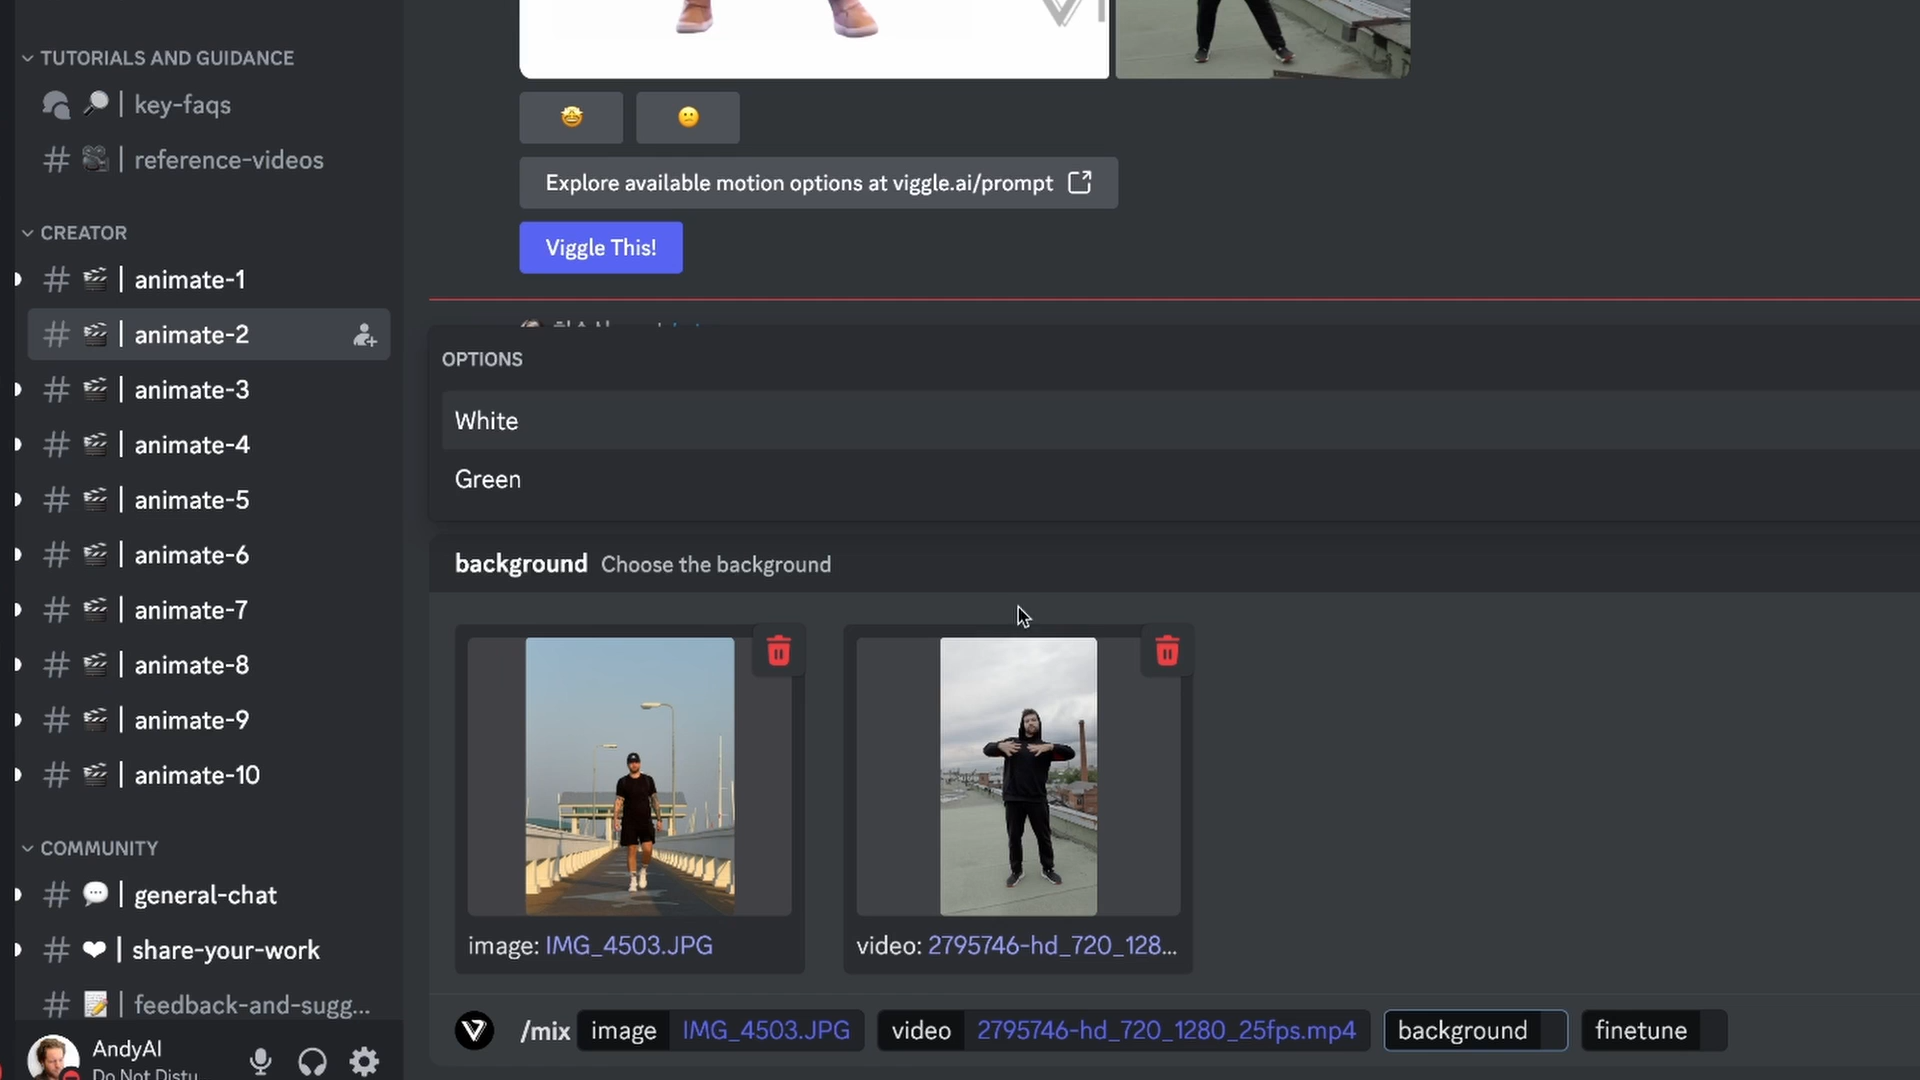 TUTORIALS AND GUIDANCE
| key-faqs
# | reference-videos
CREATOR
# | animate-1
# | animate-2
# | animate-3
# | animate-4
# | animate-5
# | animate-6
# | animate-7
# | animate-8
# | animate-9
# | animate-10
COMMUNITY
# | general-chat
# | share-your-work
# | feedback-and-sugg...
AndyAI
Do Not Distu
Explore available motion options at viggle.ai/prompt
Viggle This!
OPTIONS
White
Green
background Choose the background
image: IMG_4503.JPG
video: 2795746-hd_720_128...
/mix image IMG_4503.JPG video 2795746-hd_720_1280_25fps.mp4 background finetune